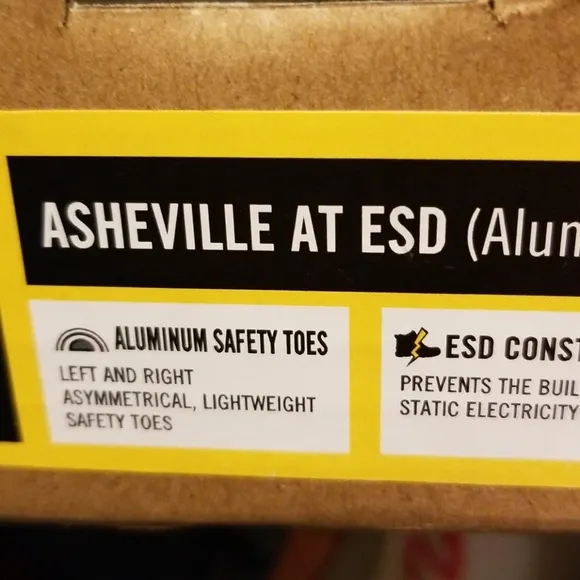 ASHEVILLE AT ESD (Alum
ALUMINUM SAFETY TOES
LEFT AND RIGHT
ASYMMETRICAL, LIGHTWEIGHT
SAFETY TOES
ESD CONST
PREVENTS THE BUIL
STATIC ELECTRICITY